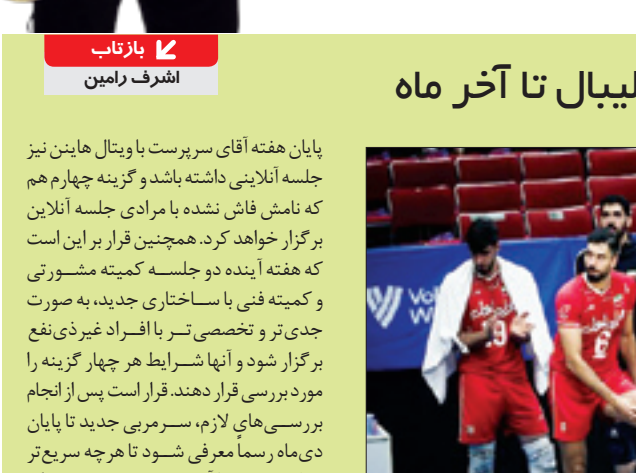 بازتاب
اشرف رامین
لیبال تا آخر ماه
پایان هفته آقای سرپرست با ویتال هاینن نیز
جلسه آنلاینی داشته باشد و گزینه چهارم هم
که نامش فاش نشده با مرادی جلسه آنلاین
برگزار خواهد کرد. همچنین قرار بر این است
که هفته آینده دو جلسه کمیته مشورتی
و کمیته فنی با ساختاری جدید، به صورت
جدی‌تر و تخصصی‌تر با افراد غیرذی‌نفع
برگزار شود و آنها شرایط هر چهار گزینه را
مورد بررسی قرار دهند. قرار است پس از انجام
بررسی‌های لازم، سرمربی جدید تا پایان
دی‌ماه رسماً معرفی شود تا هرچه سریع‌تر
19
6